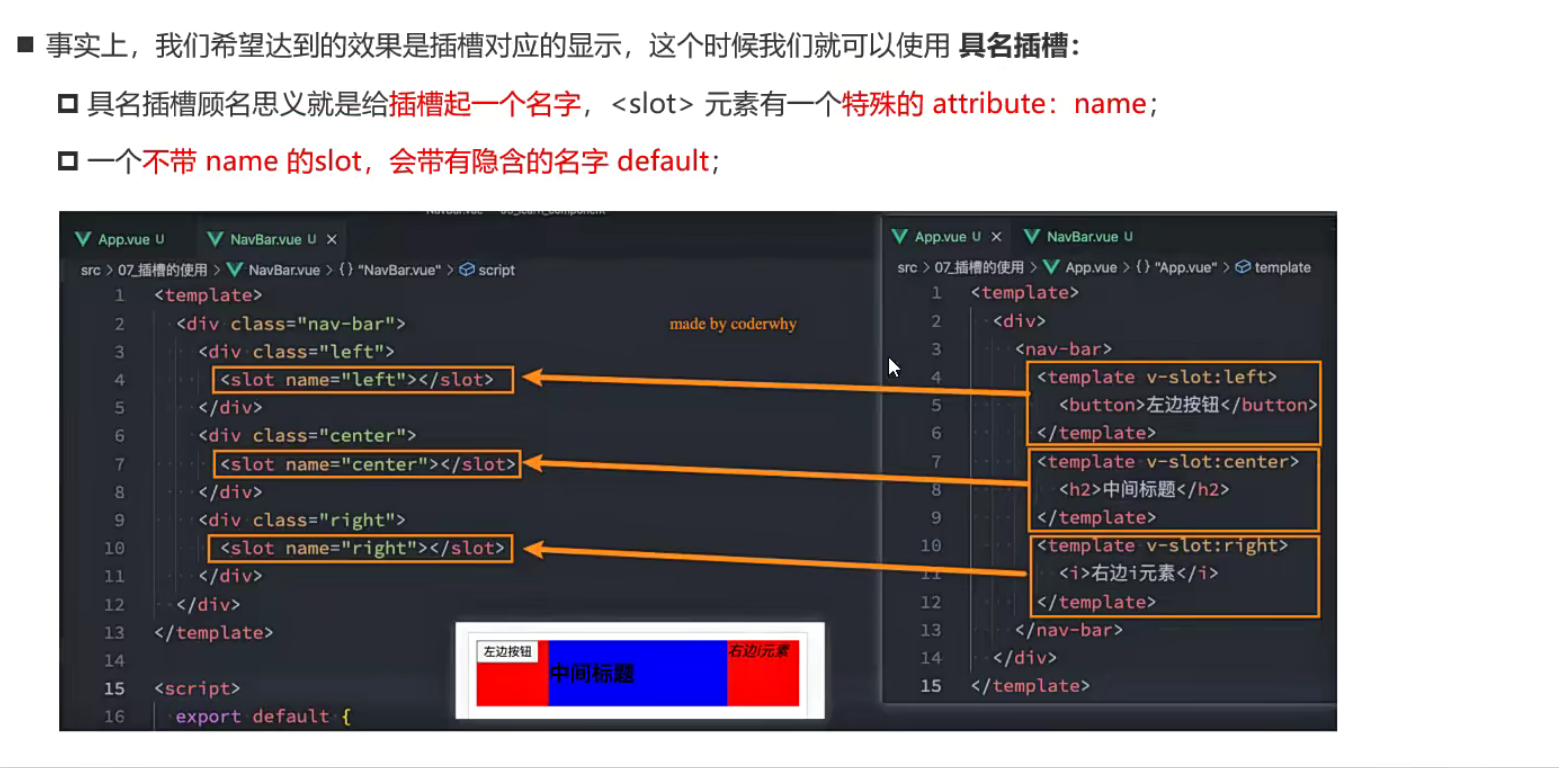 事实上，我们希望达到的效果是插槽对应的显示，这个时候我们就可以使用 具名插槽：
具名插槽顾名思义就是给插槽起一个名字，<slot> 元素有一个特殊的 attribute：name；
一个不带 name 的slot，会带有隐含的名字 default；
App.vue U NavBar.vue U ×
src > 07_插槽的使用 > NavBar.vue > {} "NavBar.vue" > script
1 <template>
2 <div class="nav-bar">
made by coderwhy
3 <div class="left">
4 <slot name="left"></slot>
5 </div>
6 <div class="center">
7 <slot name="center"></slot>
8 </div>
9 <div class="right">
10 <slot name="right"></slot>
11 </div>
12 </div>
13 </template>
14
15 <script>
16 export default {
左边按钮 中间标题 右边i元素
App.vue U × NavBar.vue U
src > 07_插槽的使用 > App.vue > {} "App.vue" > template
1 <template>
2 <div>
3 <nav-bar>
4 <template v-slot:left>
5 <button>左边按钮</button>
6 </template>
7 <template v-slot:center>
8 <h2>中间标题</h2>
9 </template>
10 <template v-slot:right>
11 <i>右边i元素</i>
12 </template>
13 </nav-bar>
14 </div>
15 </template>